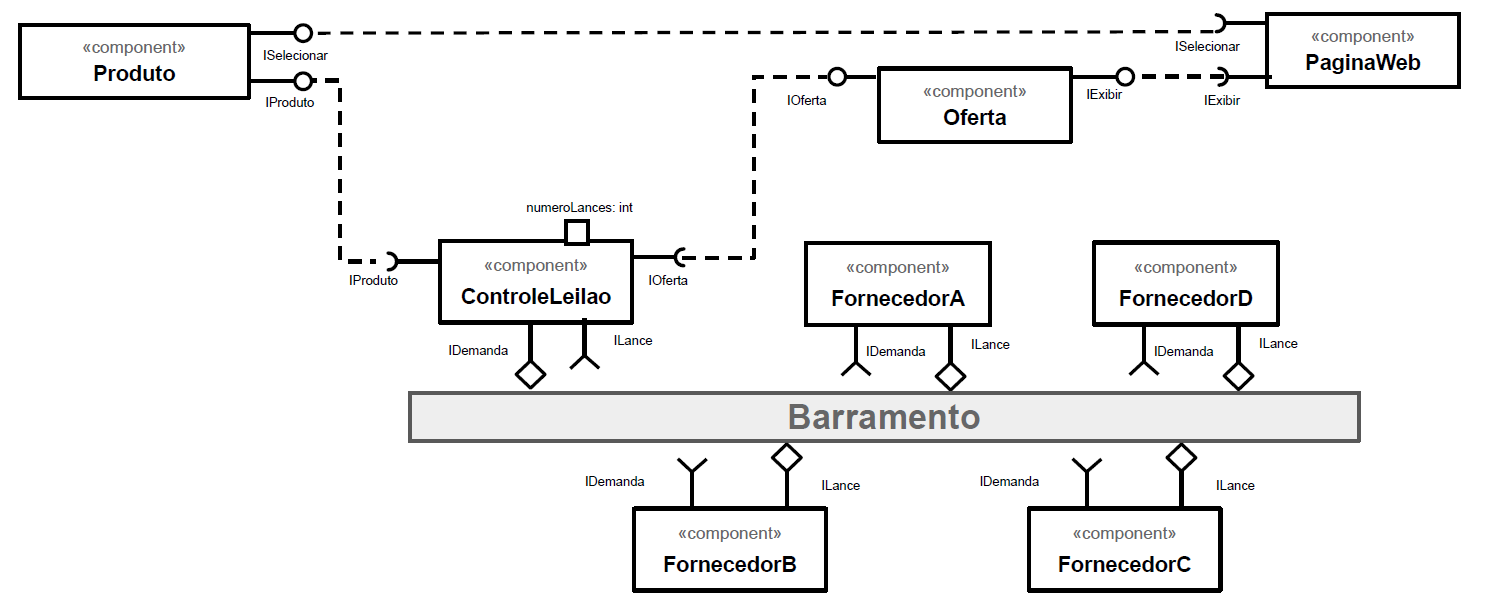 «component»
Produto
ISelecionar
IProduto
ISelecionar
«component»
PaginaWeb
IOferta
«component»
Oferta
IExibir
IExibir
numeroLances: int
IProduto
«component»
ControleLeilao
IOferta
IDemanda
ILance
«component»
FornecedorA
IDemanda
ILance
«component»
FornecedorD
IDemanda
ILance
Barramento
IDemanda
ILance
«component»
FornecedorB
IDemanda
ILance
«component»
FornecedorC